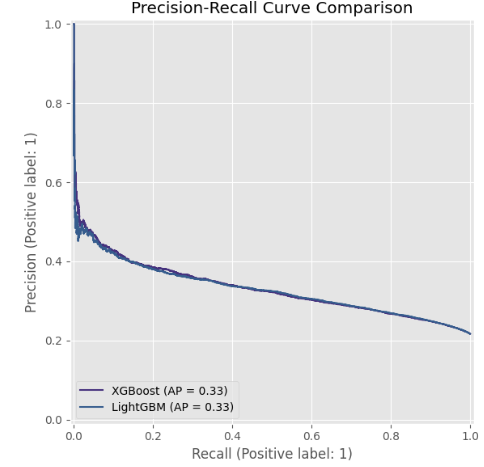 Precision-Recall Curve Comparison
1.0
0.8
0.6
0.4
0.2
0.0
Precision (Positive label: 1)
XGBoost (AP = 0.33)
LightGBM (AP = 0.33)
0.0 0.2 0.4 0.6 0.8 1.0
Recall (Positive label: 1)